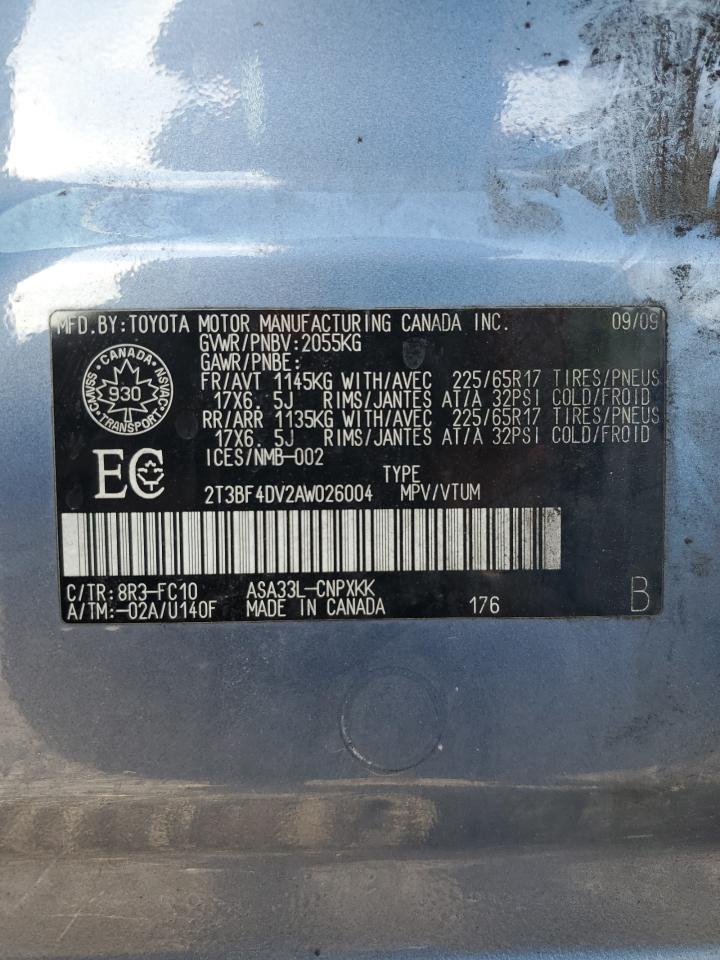 MFD.BY:TOYOTA MOTOR MANUFACTURING CANADA INC. 09/09
GVWR/PNBV:2055KG
GAWR/PNBE:
FR/AVT 1145KG WITH/AVEC 225/65R17 TIRES/PNEUS
17X6.5J RIMS/JANTES AT/A 32PSI COLD/FROID
RR/ARR 1135KG WITH/AVEC 225/65R17 TIRES/PNEUS
17X6.5J RIMS/JANTES AT/A 32PSI COLD/FROID
ICES/NMB-002
CANADA
CMVSS 930 NSVAC
TRANSPORT
EC
TYPE
2T3BF4DV2AW026004 MPV/VTUM
C/TR:8R3-FC10 ASA33L-CNPXKK
A/TM:-02A/U140F MADE IN CANADA 176 B